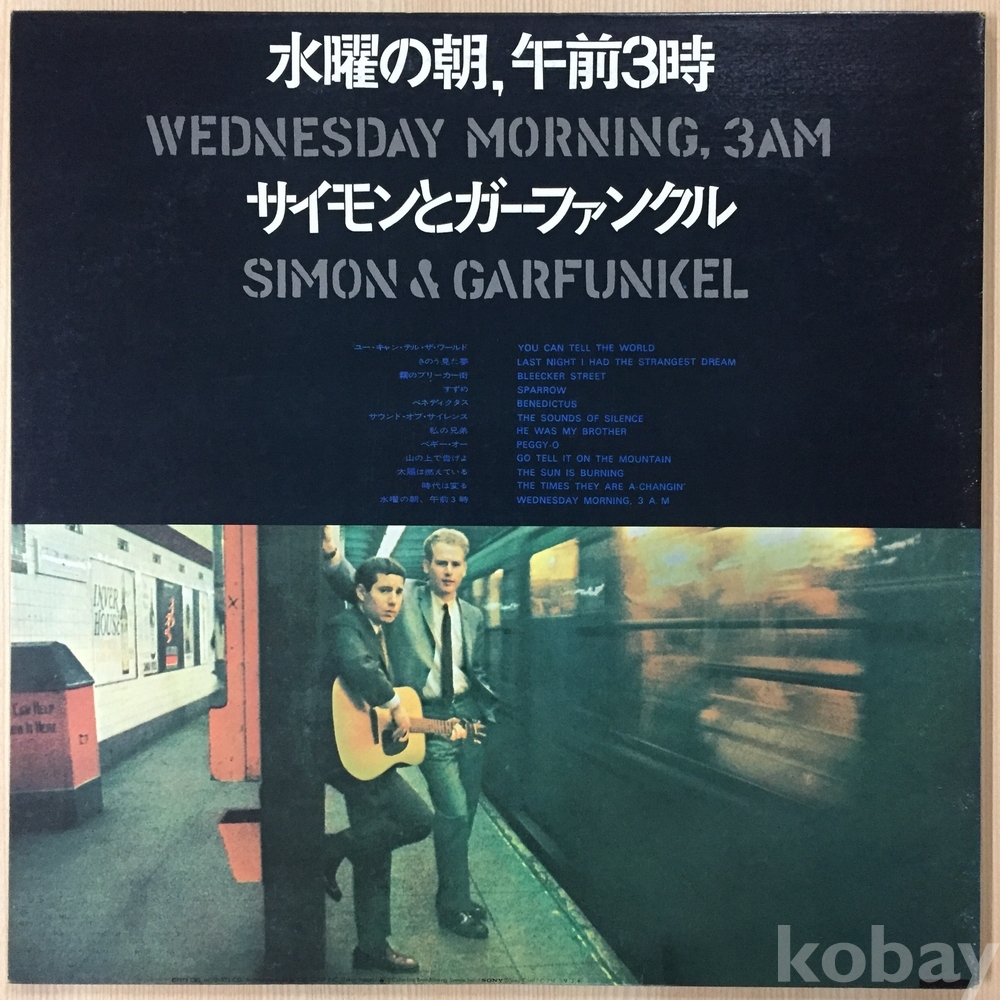 水曜の朝,午前3時
WEDNESDAY MORNING, 3AM
サイモンとガーファンクル
SIMON & GARFUNKEL
ユー・キャン・テル・ザ・ワールド YOU CAN TELL THE WORLD
きのう見た夢 LAST NIGHT I HAD THE STRANGEST DREAM
霧のブリーカー街 BLEECKER STREET
すずめ SPARROW
ベネディクタス BENEDICTUS
サウンド・オブ・サイレンス THE SOUNDS OF SILENCE
私の兄弟 HE WAS MY BROTHER
ペギー・オー PEGGY-O
山の上で告げよ GO TELL IT ON THE MOUNTAIN
太陽は燃えている THE SUN IS BURNING
時代は変る THE TIMES THEY ARE A-CHANGIN'
水曜の朝、午前3時 WEDNESDAY MORNING, 3 A M
INVER
HOUSE
Can Help
SONY
kobay